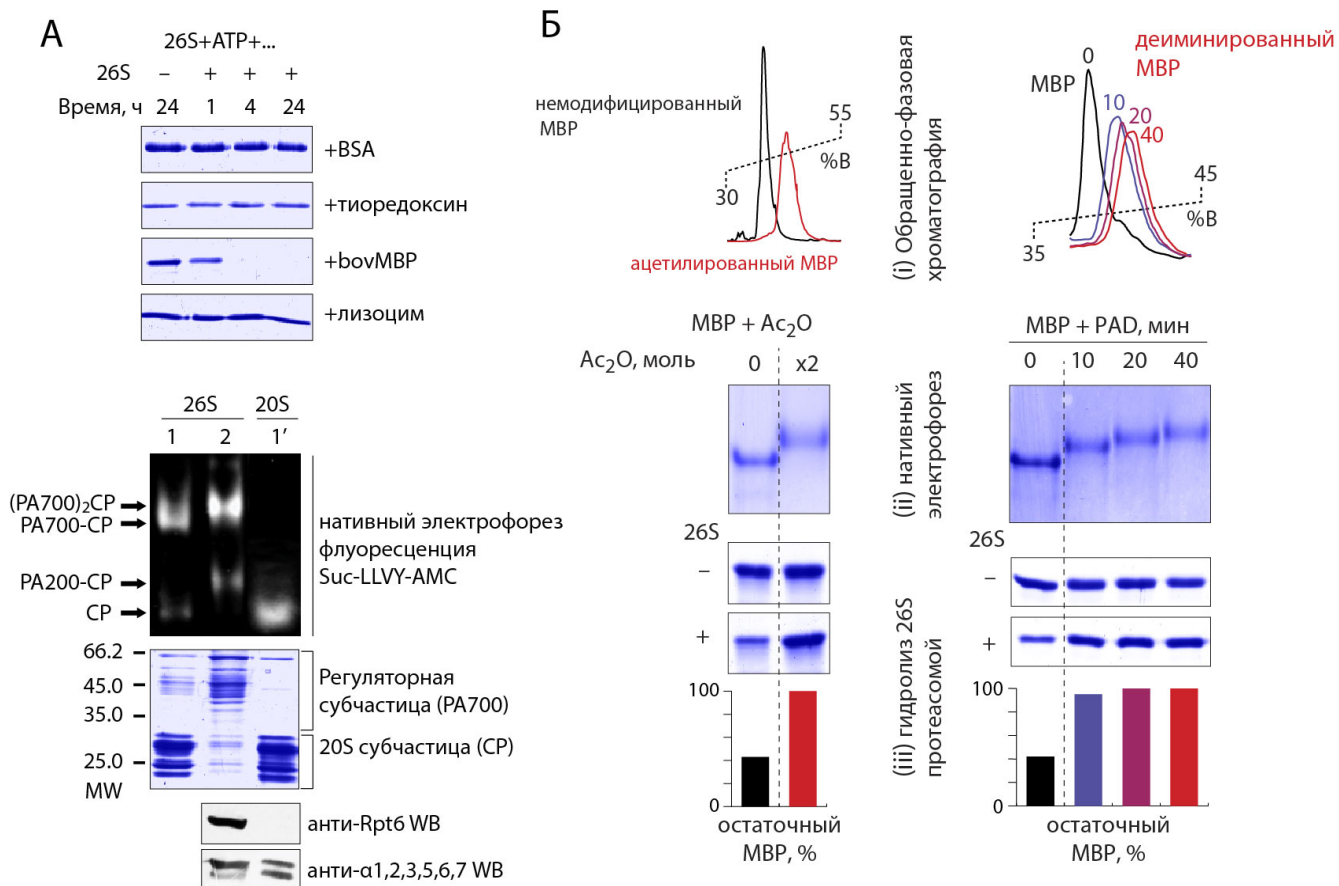 А
26S+ATP+...
26S – + + +
Время, ч 24 1 4 24
+BSA
+тиоредоксин
+bovMBP
+лизоцим
26S 20S
1 2 1′
(PA700)₂CP
PA700-CP
PA200-CP
CP
нативный электрофорез
флуоресценция
Suc-LLVY-AMC
66.2
45.0
35.0
25.0
MW
Регуляторная
субчастица (PA700)
20S субчастица (CP)
анти-Rpt6 WB
анти-α1,2,3,5,6,7 WB
Б
немодифицированный
MBP
55
%B
30
ацетилированный MBP
(i) Обращенно-фазовая
хроматография
деиминированный
MBP
0
MBP
10
20
40
45
%B
35
MBP + Ac₂O
Ac₂O, моль 0 x2
(ii) нативный
электрофорез
MBP + PAD, мин
0 10 20 40
26S
–
+
100
0
остаточный
MBP, %
(iii) гидролиз 26S
протеасомой
26S
–
+
100
0
остаточный
MBP, %